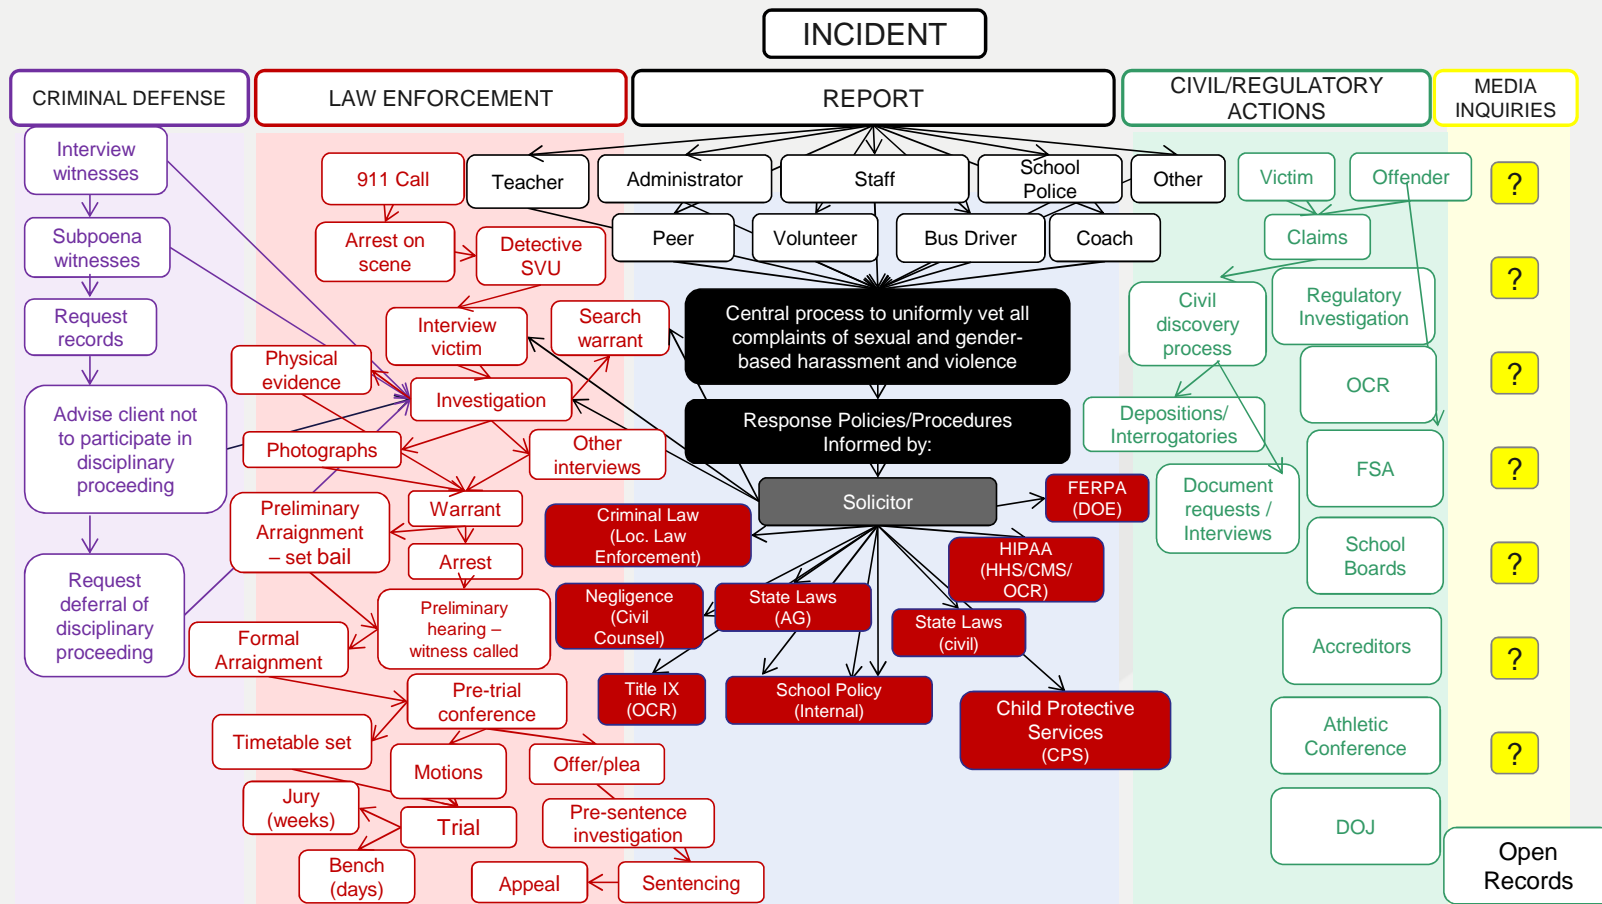 INCIDENT
CRIMINAL DEFENSE
LAW ENFORCEMENT
REPORT
CIVIL/REGULATORY
ACTIONS
MEDIA
INQUIRIES
Interview
witnesses
Subpoena
witnesses
Request
records
Advise client not
to participate in
disciplinary
proceeding
Request
deferral of
disciplinary
proceeding
911 Call
Arrest on
scene
Detective
SVU
Interview
victim
Search
warrant
Physical
evidence
Investigation
Photographs
Other
interviews
Warrant
Preliminary
Arraignment
– set bail
Arrest
Preliminary
hearing –
witness called
Formal
Arraignment
Pre-trial
conference
Timetable set
Motions
Offer/plea
Jury
(weeks)
Trial
Pre-sentence
investigation
Bench
(days)
Appeal
Sentencing
Teacher
Administrator
Staff
School
Police
Other
Peer
Volunteer
Bus Driver
Coach
Central process to uniformly vet all
complaints of sexual and gender-
based harassment and violence
Response Policies/Procedures
Informed by:
Solicitor
FERPA
(DOE)
Criminal Law
(Loc. Law
Enforcement)
HIPAA
(HHS/CMS/
OCR)
Negligence
(Civil
Counsel)
State Laws
(AG)
State Laws
(civil)
Title IX
(OCR)
School Policy
(Internal)
Child Protective
Services
(CPS)
Victim
Offender
Claims
Civil
discovery
process
Regulatory
Investigation
OCR
Depositions/
Interrogatories
FSA
Document
requests /
Interviews
School
Boards
Accreditors
Athletic
Conference
DOJ
?
?
?
?
?
?
?
Open
Records